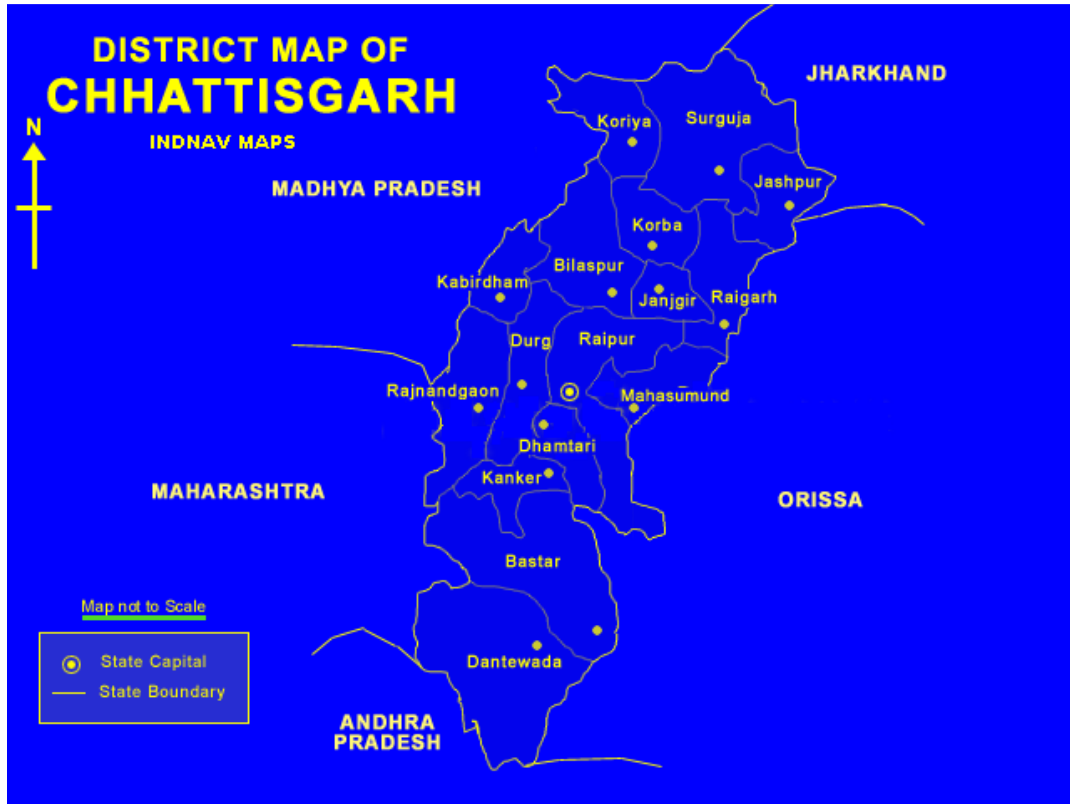 DISTRICT MAP OF
CHHATTISGARH
N
INDNAV MAPS
JHARKHAND
MADHYA PRADESH
Koriya
Surguja
Jashpur
Korba
Bilaspur
Kabirdham
Janjgir
Raigarh
Durg
Raipur
Rajnandgaon
Mahasumund
Dhamtari
Kanker
MAHARASHTRA
ORISSA
Bastar
Dantewada
Map not to Scale
State Capital
State Boundary
ANDHRA
PRADESH